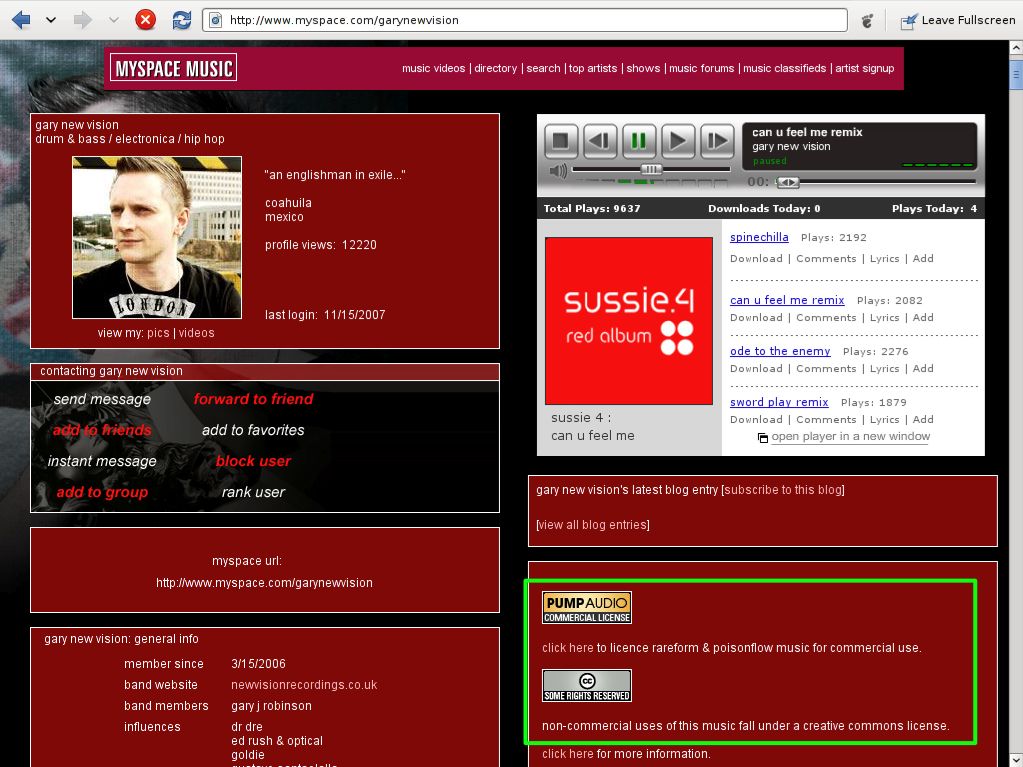 http://www.myspace.com/garynewvision
Leave Fullscreen
MYSPACE MUSIC
music videos | directory | search | top artists | shows | music forums | music classifieds | artist signup
gary new vision
drum & bass / electronica / hip hop
"an englishman in exile..."
coahuila
mexico
profile views: 12220
last login: 11/15/2007
LONDON
view my: pics | videos
contacting gary new vision
send message forward to friend
add to friends add to favorites
instant message block user
add to group rank user
myspace url:
http://www.myspace.com/garynewvision
gary new vision: general info
member since 3/15/2006
band website newvisionrecordings.co.uk
band members gary j robinson
influences dr dre
ed rush & optical
goldie
can u feel me remix
gary new vision
paused
00:
Total Plays: 9637 Downloads Today: 0 Plays Today: 4
sussie.4
red album
sussie 4 :
can u feel me
spinechilla Plays: 2192
Download | Comments | Lyrics | Add
can u feel me remix Plays: 2082
Download | Comments | Lyrics | Add
ode to the enemy Plays: 2276
Download | Comments | Lyrics | Add
sword play remix Plays: 1879
Download | Comments | Lyrics | Add
open player in a new window
gary new vision's latest blog entry [subscribe to this blog]
[view all blog entries]
PUMPAUDIO
COMMERCIAL LICENSE
click here to licence rareform & poisonflow music for commercial use.
cc
SOME RIGHTS RESERVED
non-commercial uses of this music fall under a creative commons license.
click here for more information.